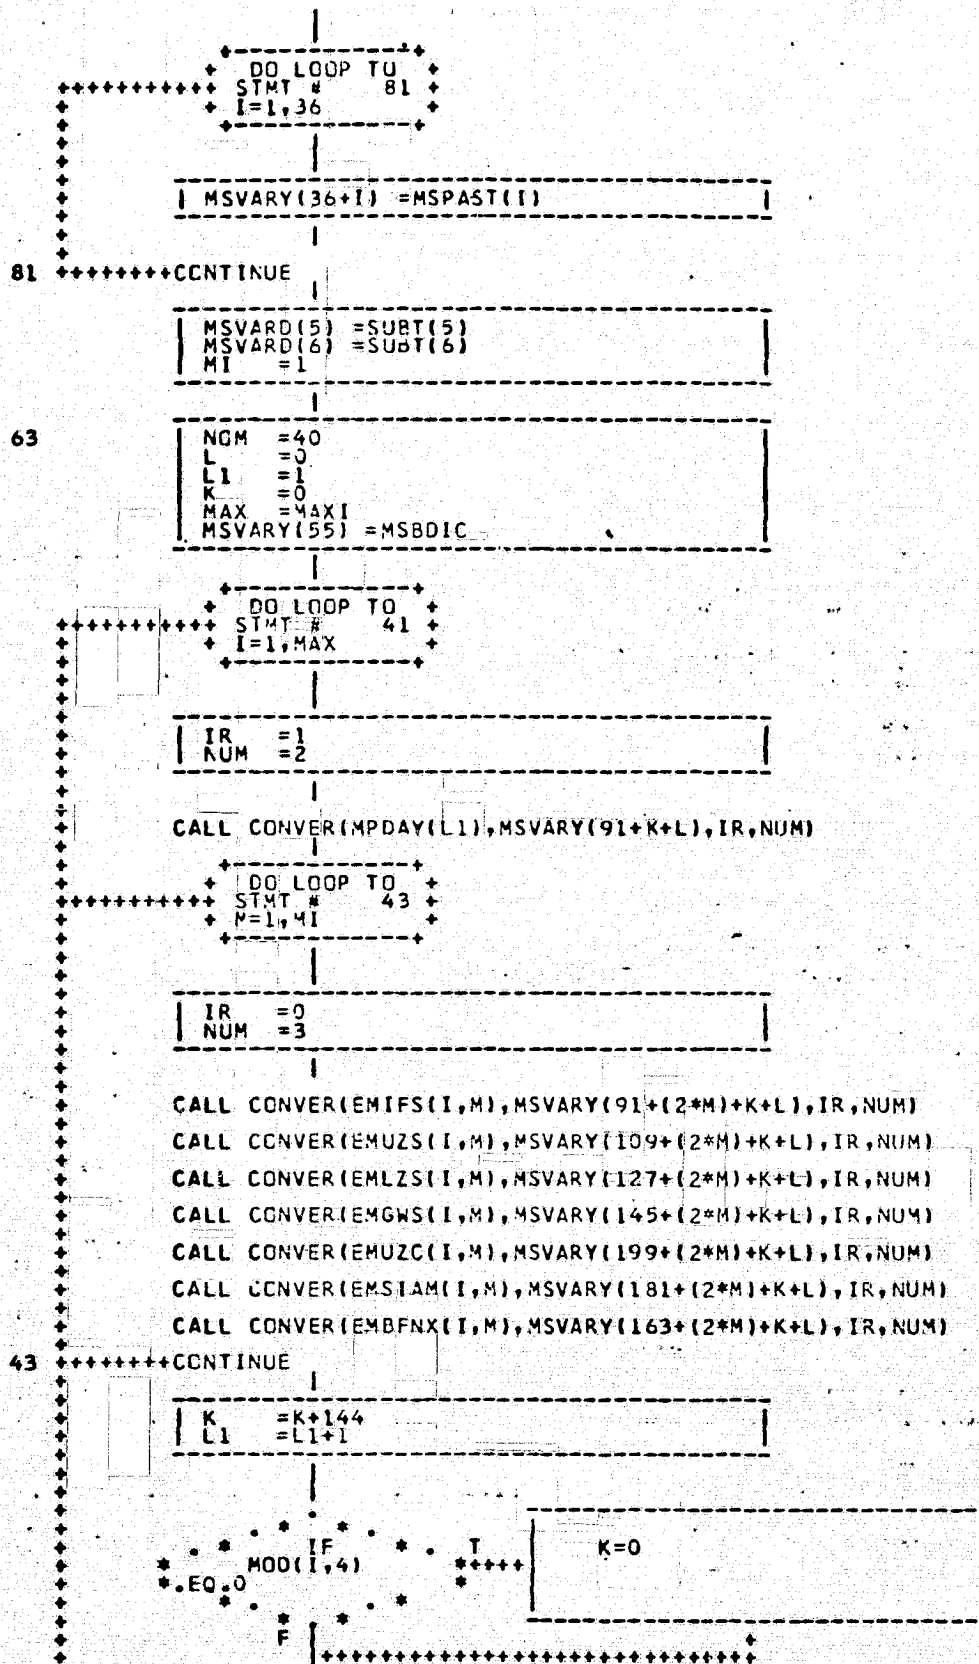 DO LOOP TO
STMT # 81
I=1,36
MSVARY(36+I) =MSPAST(I)
81 CONTINUE
MSVARD(5) =SUBT(5)
MSVARD(6) =SUBT(6)
MI =1
63 NGM =40
L =0
L1 =1
K =0
MAX =MAXI
MSVARY(55) =MSBDIC
DO LOOP TO
STMT # 41
I=1,MAX
IR =1
NUM =2
CALL CONVER(MPDAY(L1),MSVARY(91+K+L),IR,NUM)
DO LOOP TO
STMT # 43
M=1,MI
IR =0
NUM =3
CALL CONVER(EMIFS(I,M),MSVARY(91+(2*M)+K+L),IR,NUM)
CALL CONVER(EMUZS(I,M),MSVARY(109+(2*M)+K+L),IR,NUM)
CALL CONVER(EMLZS(I,M),MSVARY(127+(2*M)+K+L),IR,NUM)
CALL CONVER(EMGWS(I,M),MSVARY(145+(2*M)+K+L),IR,NUM)
CALL CONVER(EMUZC(I,M),MSVARY(199+(2*M)+K+L),IR,NUM)
CALL CONVER(EMSIAM(I,M),MSVARY(181+(2*M)+K+L),IR,NUM)
CALL CONVER(EMBFNX(I,M),MSVARY(163+(2*M)+K+L),IR,NUM)
43 CONTINUE
K =K+144
L1 =L1+1
IF T K=0
MOD(I,4)
.EQ.0
F